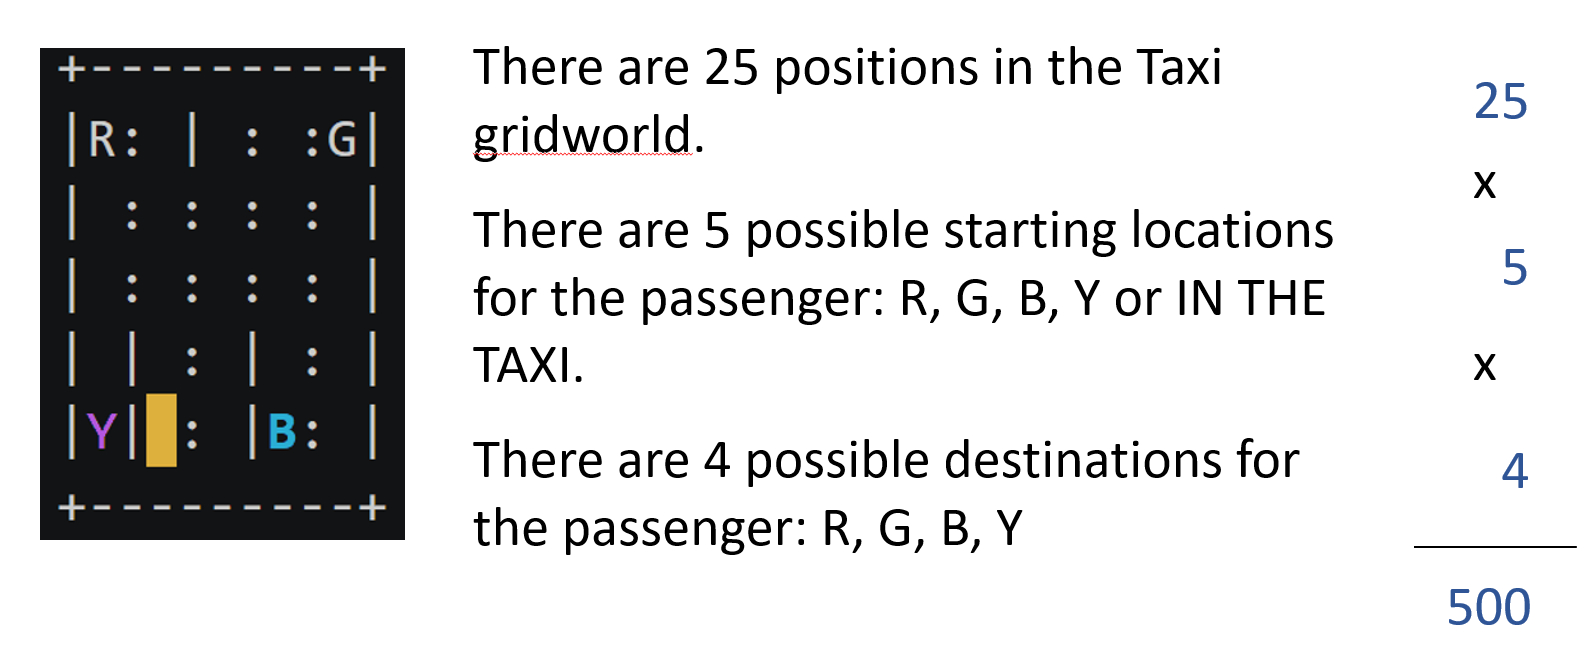 +---------+
|R: | : :G|
| : : : : |
| : : : : |
| | : | : |
|Y| : |B: |
+---------+
There are 25 positions in the Taxi
gridworld.
There are 5 possible starting locations
for the passenger: R, G, B, Y or IN THE
TAXI.
There are 4 possible destinations for
the passenger: R, G, B, Y
25
x
5
x
4
500